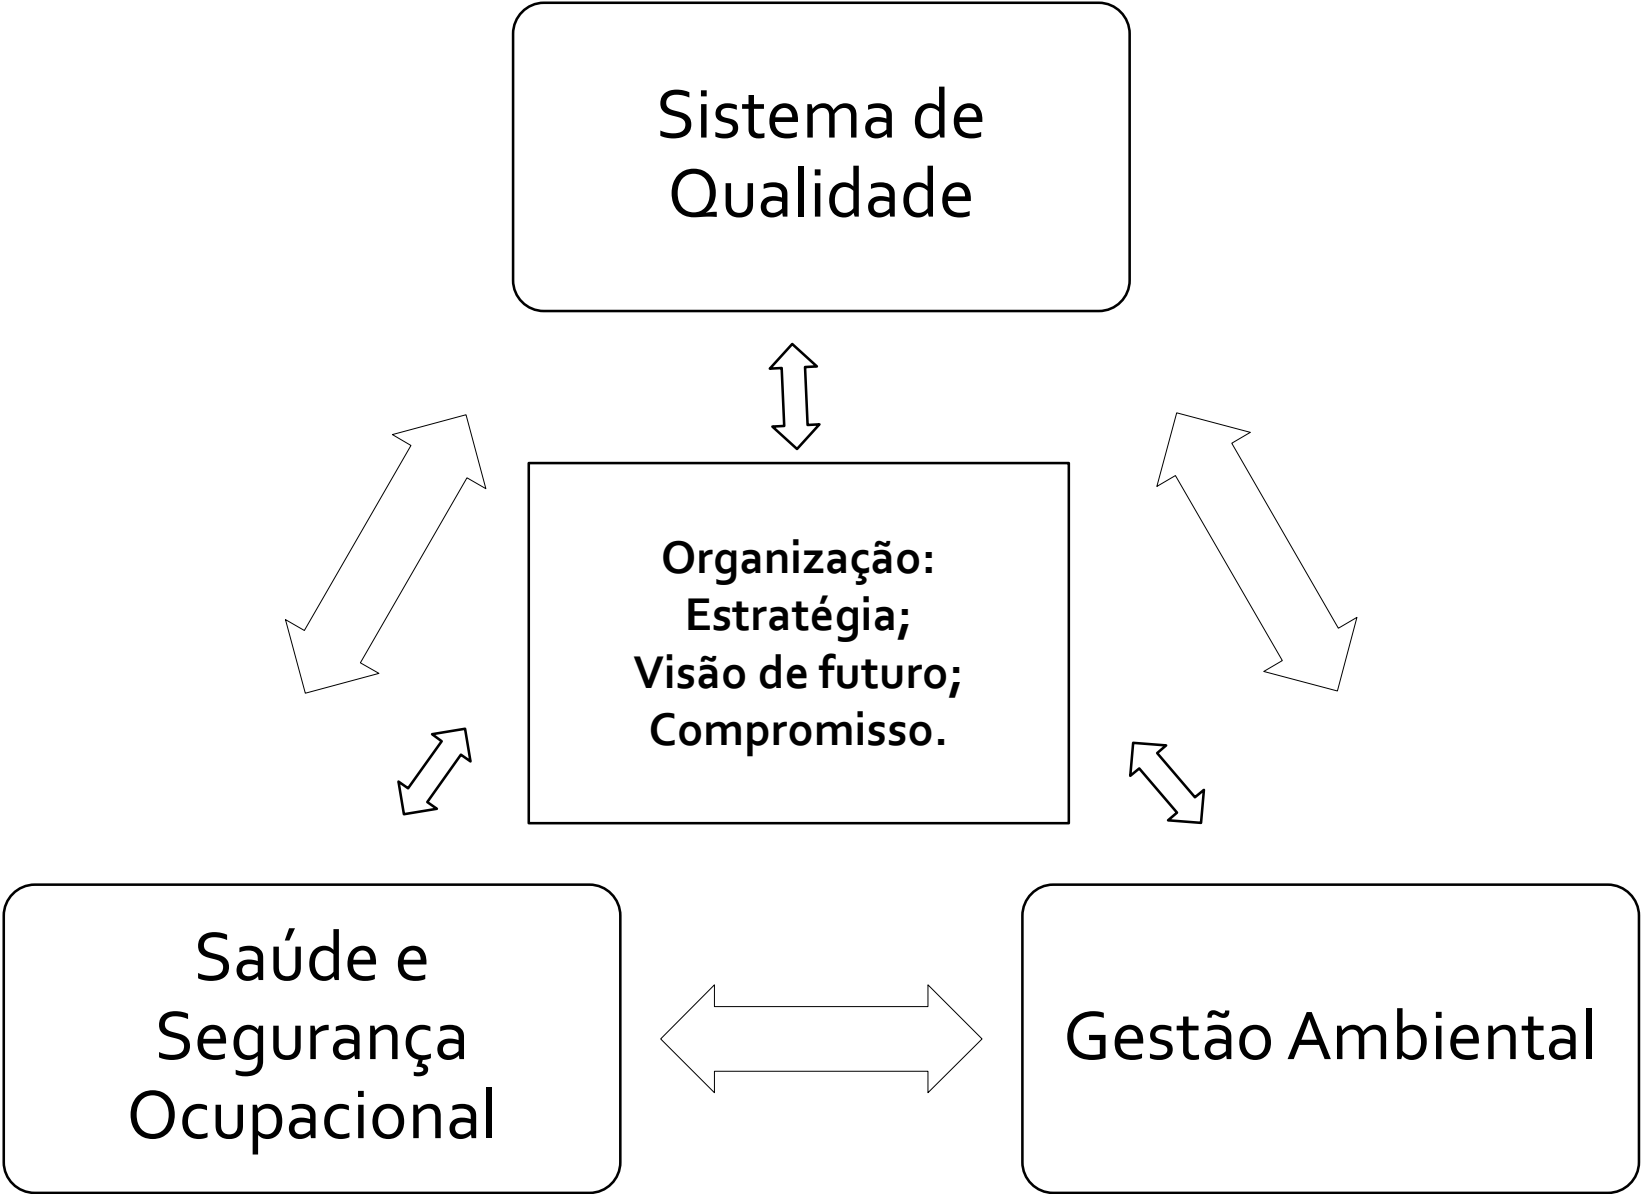 Sistema de
Qualidade
Organização:
Estratégia;
Visão de futuro;
Compromisso.
Saúde e
Segurança
Ocupacional
Gestão Ambiental